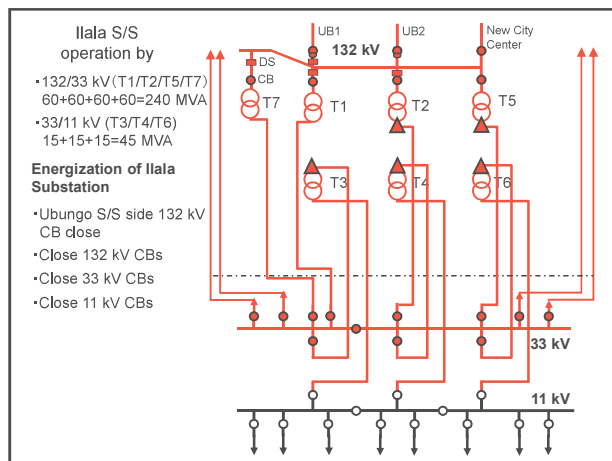 Ilala S/S
operation by
·132/33 kV (T1/T2/T5/T7)
60+60+60+60=240 MVA
·33/11 kV (T3/T4/T6)
15+15+15=45 MVA
Energization of Ilala
Substation
·Ubungo S/S side 132 kV
CB close
·Close 132 kV CBs
·Close 33 kV CBs
·Close 11 kV CBs
UB1
UB2
New City
Center
132 kV
DS
CB
T7
T1
T2
T5
T3
T4
T6
33 kV
11 kV